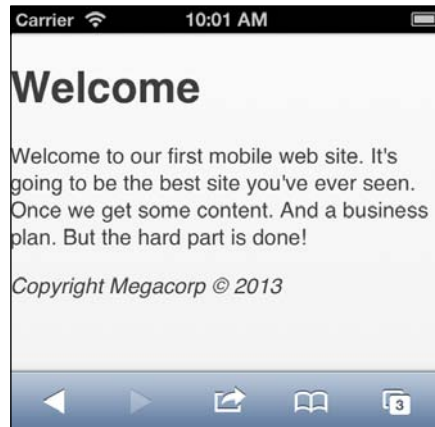 Carrier 10:01 AM
Welcome
Welcome to our first mobile web site. It's
going to be the best site you've ever seen.
Once we get some content. And a business
plan. But the hard part is done!
Copyright Megacorp © 2013
3